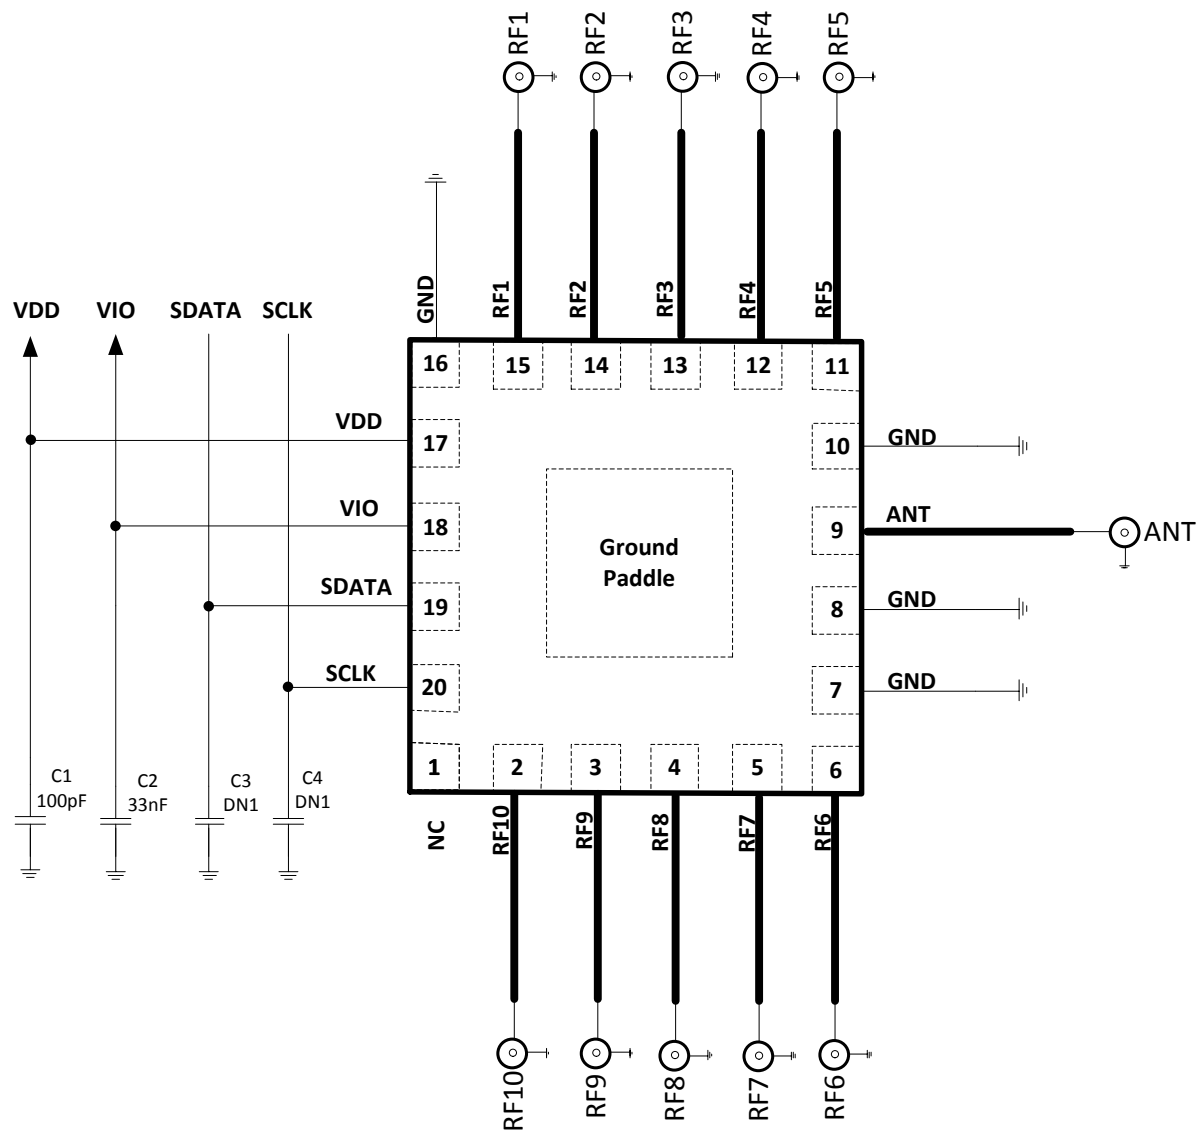 RF1
RF2
RF3
RF4
RF5
GND
RF1
RF2
RF3
RF4
RF5
VDD
VIO
SDATA
SCLK
16
15
14
13
12
11
VDD
17
10
GND
VIO
18
9
ANT
ANT
Ground
Paddle
SDATA
19
8
GND
SCLK
20
7
GND
1
2
3
4
5
6
C1
100pF
C2
33nF
C3
DN1
C4
DN1
NC
RF10
RF9
RF8
RF7
RF6
RF10
RF9
RF8
RF7
RF6